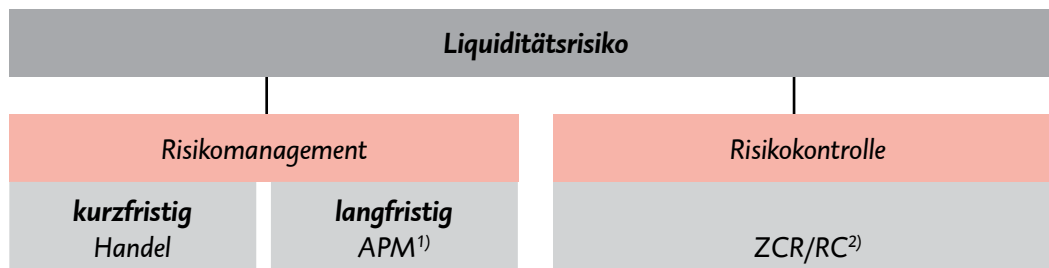 Liquiditätsrisiko
Risikomanagement
Risikokontrolle
kurzfristig
Handel
langfristig
APM¹⁾
ZCR/RC²⁾